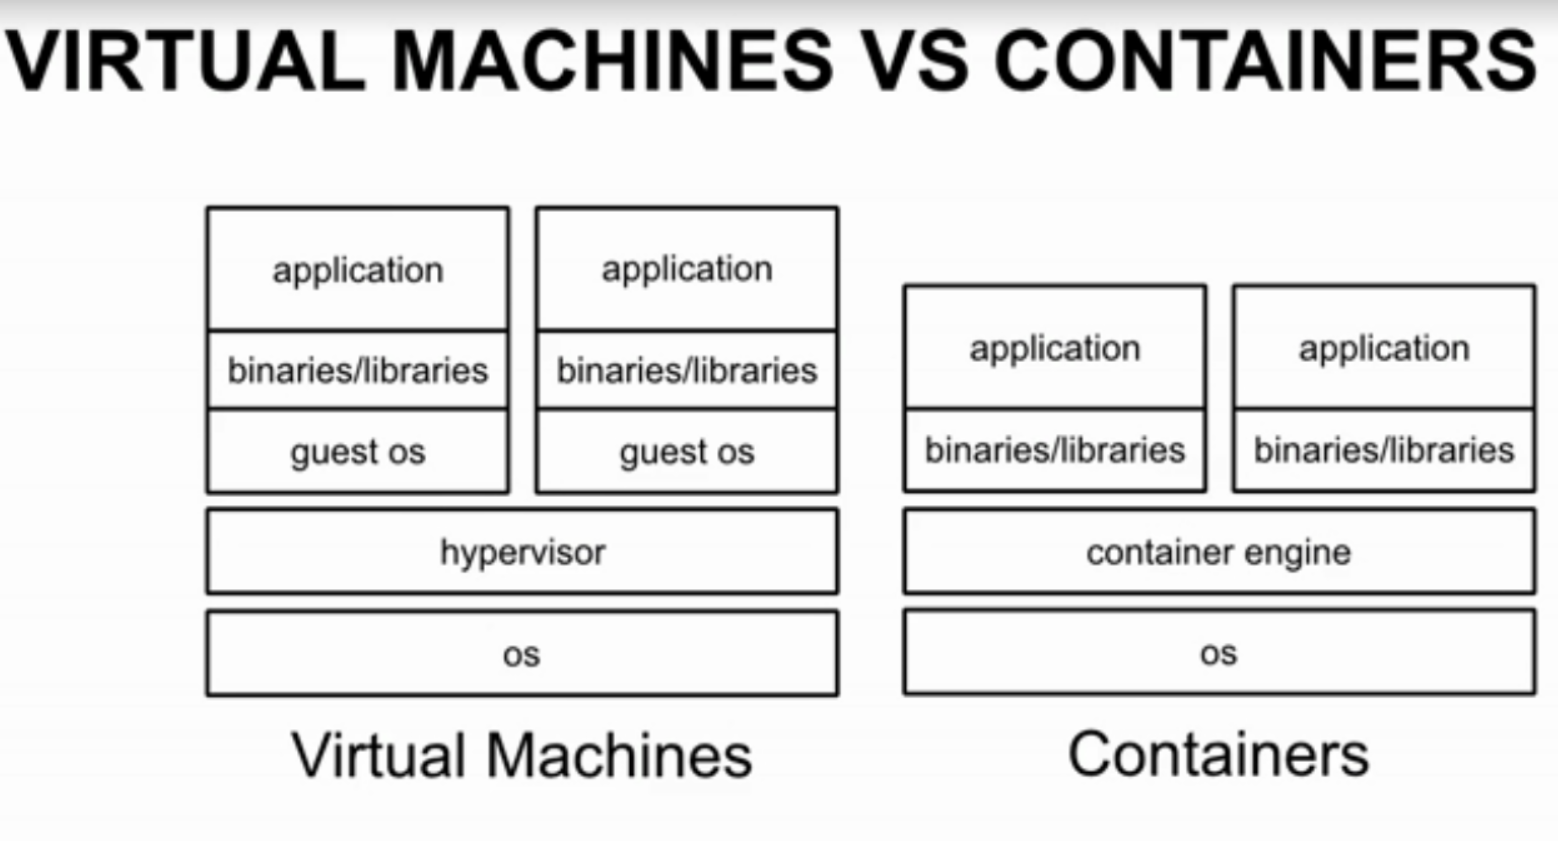 VIRTUAL MACHINES VS CONTAINERS
application
binaries/libraries
guest os
application
binaries/libraries
guest os
hypervisor
os
Virtual Machines
application
binaries/libraries
application
binaries/libraries
container engine
os
Containers